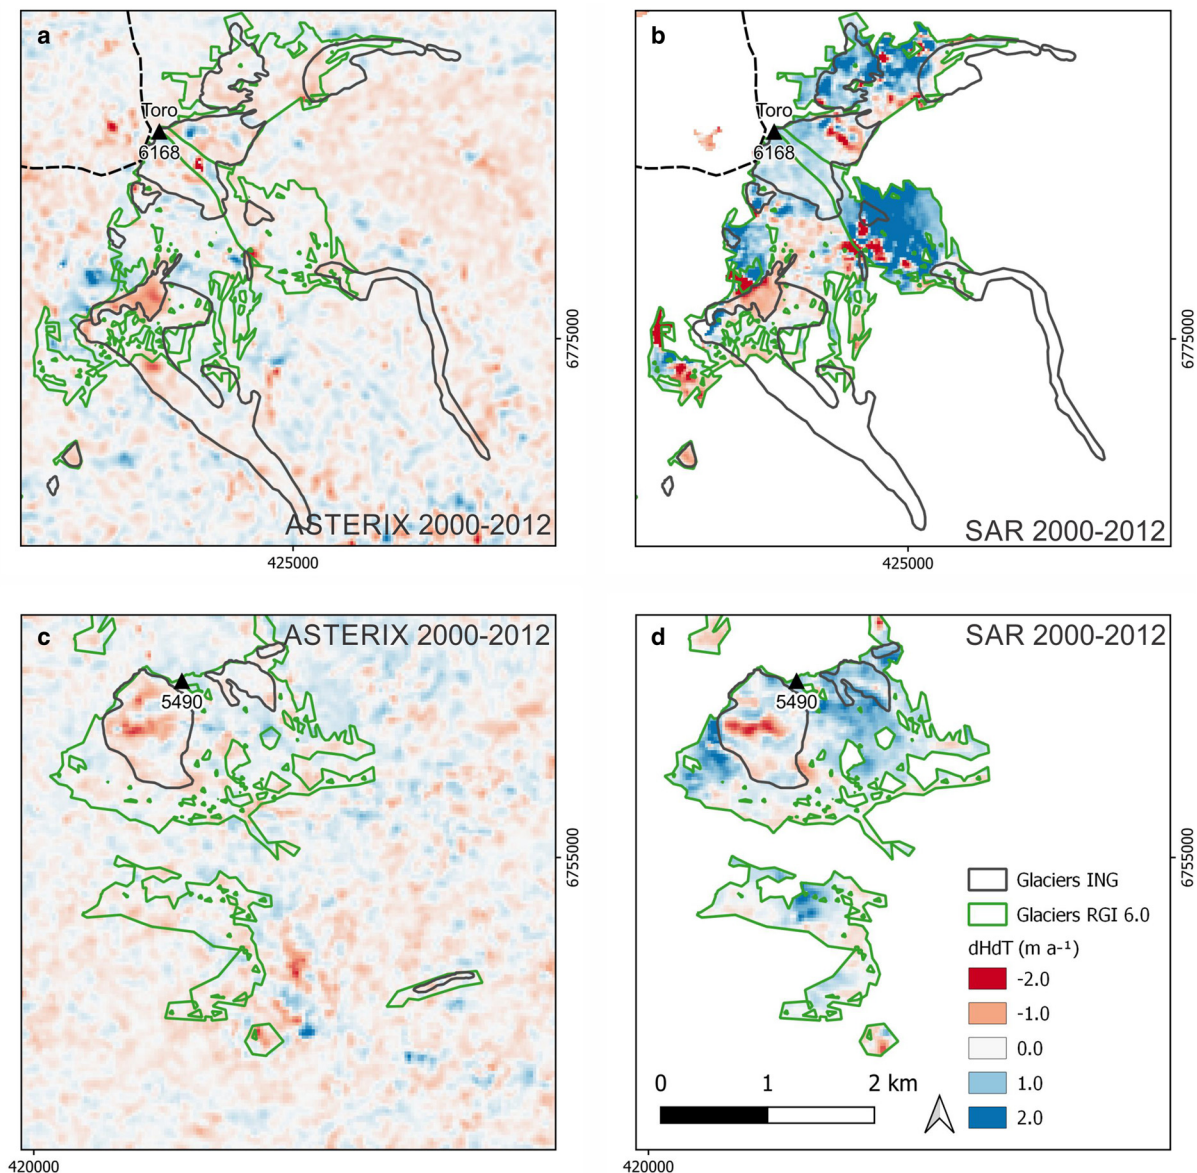 a
Toro
6168
ASTERIX 2000-2012
6775000
425000
b
Toro
6168
SAR 2000-2012
6775000
425000
c
ASTERIX 2000-2012
5490
6755000
420000
d
SAR 2000-2012
5490
6755000
Glaciers ING
Glaciers RGI 6.0
dHdT (m a⁻¹)
-2.0
-1.0
0.0
1.0
2.0
0 1 2 km
420000